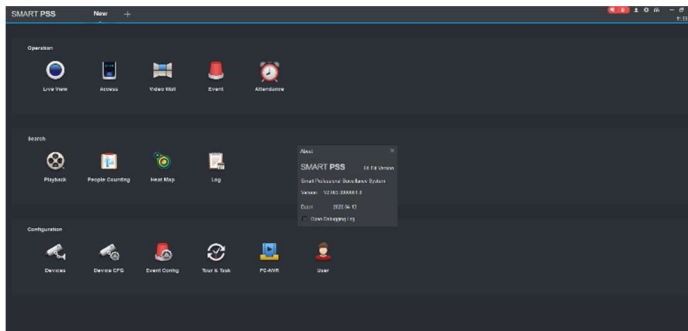 SMART PSS New +
Operation
Live View Access Video Wall Event Attendance
Search
About
SMART PSS
Playback People Counting Heat Map Log
Smart Professional Surveillance System
Version
Open Debugging Log
Configuration
Devices Device CFG Event Config Tour & Task PC-NVR User